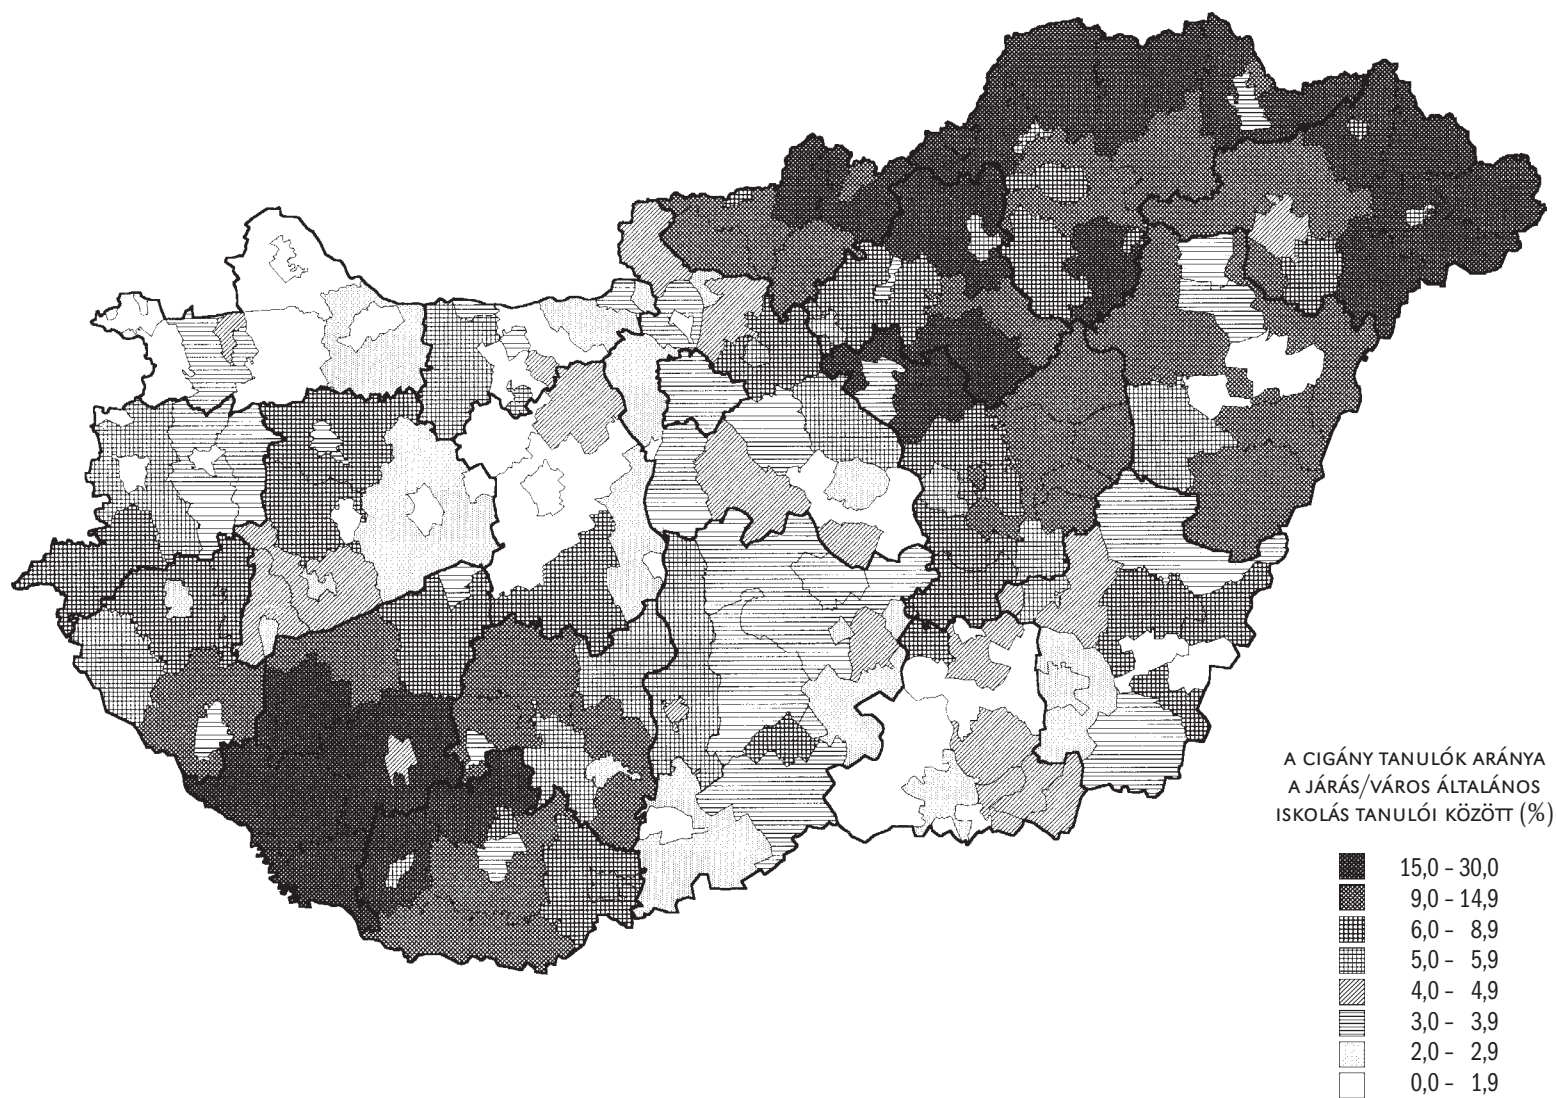 A CIGÁNY TANULÓK ARÁNYA
A JÁRÁS/VÁROS ÁLTALÁNOS
ISKOLÁS TANULÓI KÖZÖTT (%)
15,0 – 30,0
9,0 – 14,9
6,0 – 8,9
5,0 – 5,9
4,0 – 4,9
3,0 – 3,9
2,0 – 2,9
0,0 – 1,9